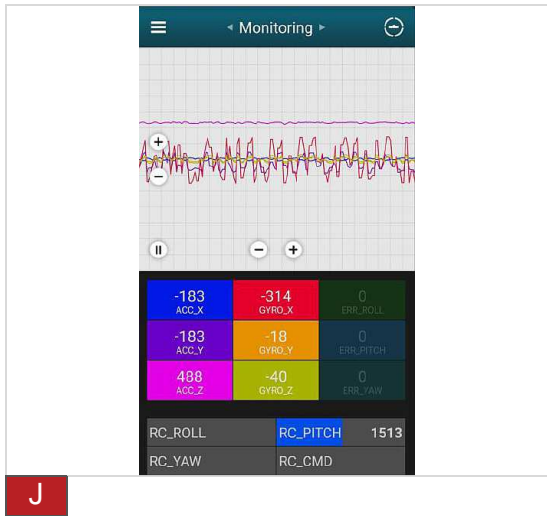 Monitoring
-183 -314 0
ACC_X GYRO_X ERR_ROLL
-183 -18 0
ACC_Y GYRO_Y ERR_PITCH
488 -40 0
ACC_Z GYRO_Z ERR_YAW
RC_ROLL RC_PITCH 1513
RC_YAW RC_CMD
J